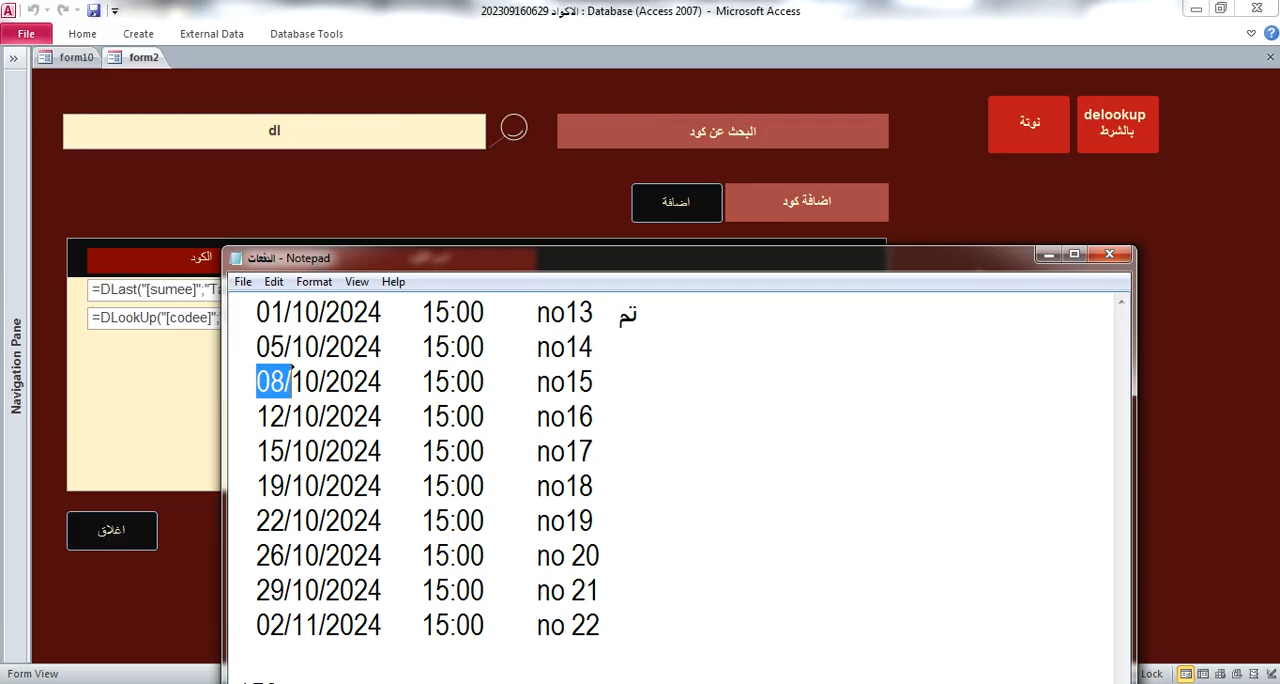 الاكواد 202309160629 : Database (Access 2007) - Microsoft Access
File Home Create External Data Database Tools
form10 form2
dl
البحث عن كود
نوتة
delookup
بالشرط
اضافة
اضافة كود
الكود
=DLast("[sumee]";"Ta
=DLookUp("[codee]";
اغلاق
Navigation Pane
الدفعات - Notepad
File Edit Format View Help
01/10/2024 15:00 no13 تم
05/10/2024 15:00 no14
08/10/2024 15:00 no15
12/10/2024 15:00 no16
15/10/2024 15:00 no17
19/10/2024 15:00 no18
22/10/2024 15:00 no19
26/10/2024 15:00 no 20
29/10/2024 15:00 no 21
02/11/2024 15:00 no 22
Form View
Lock